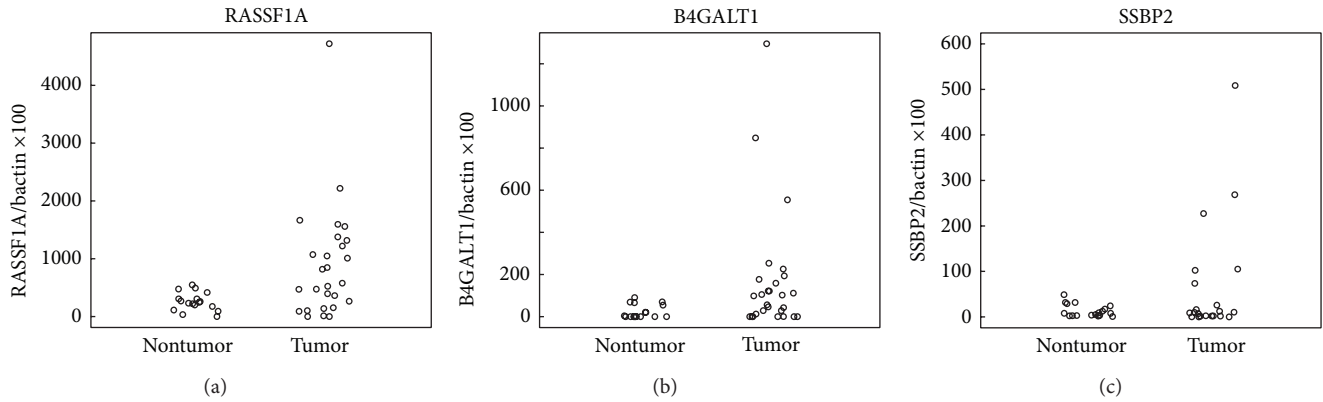 RASSF1A
RASSF1A/bactin ×100
4000
3000
2000
1000
0
Nontumor Tumor
(a)
B4GALT1
B4GALT1/bactin ×100
1000
600
200
0
Nontumor Tumor
(b)
SSBP2
SSBP2/bactin ×100
600
500
400
300
200
100
0
Nontumor Tumor
(c)